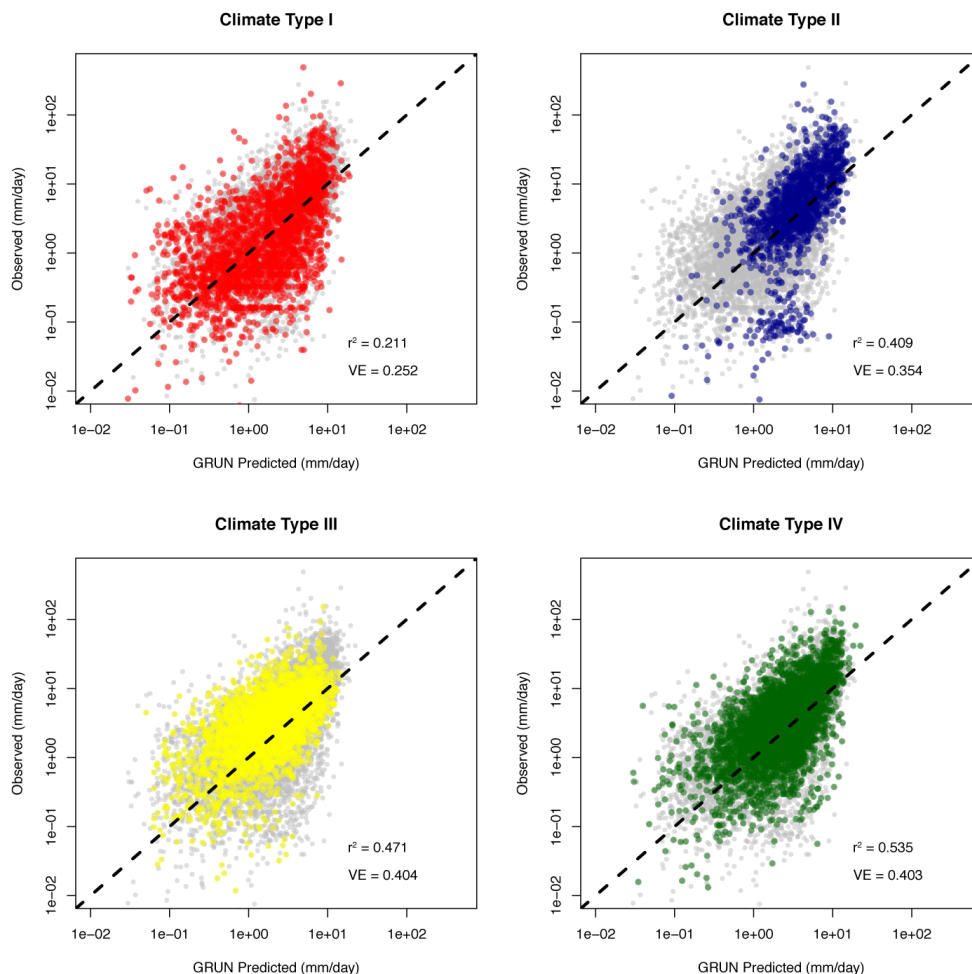 Climate Type I
Observed (mm/day)
1e+02
1e+01
1e+00
1e-01
1e-02
r² = 0.211
VE = 0.252
1e-02 1e-01 1e+00 1e+01 1e+02
GRUN Predicted (mm/day)
Climate Type II
Observed (mm/day)
1e+02
1e+01
1e+00
1e-01
1e-02
r² = 0.409
VE = 0.354
1e-02 1e-01 1e+00 1e+01 1e+02
GRUN Predicted (mm/day)
Climate Type III
Observed (mm/day)
1e+02
1e+01
1e+00
1e-01
1e-02
r² = 0.471
VE = 0.404
1e-02 1e-01 1e+00 1e+01 1e+02
GRUN Predicted (mm/day)
Climate Type IV
Observed (mm/day)
1e+02
1e+01
1e+00
1e-01
1e-02
r² = 0.535
VE = 0.403
1e-02 1e-01 1e+00 1e+01 1e+02
GRUN Predicted (mm/day)